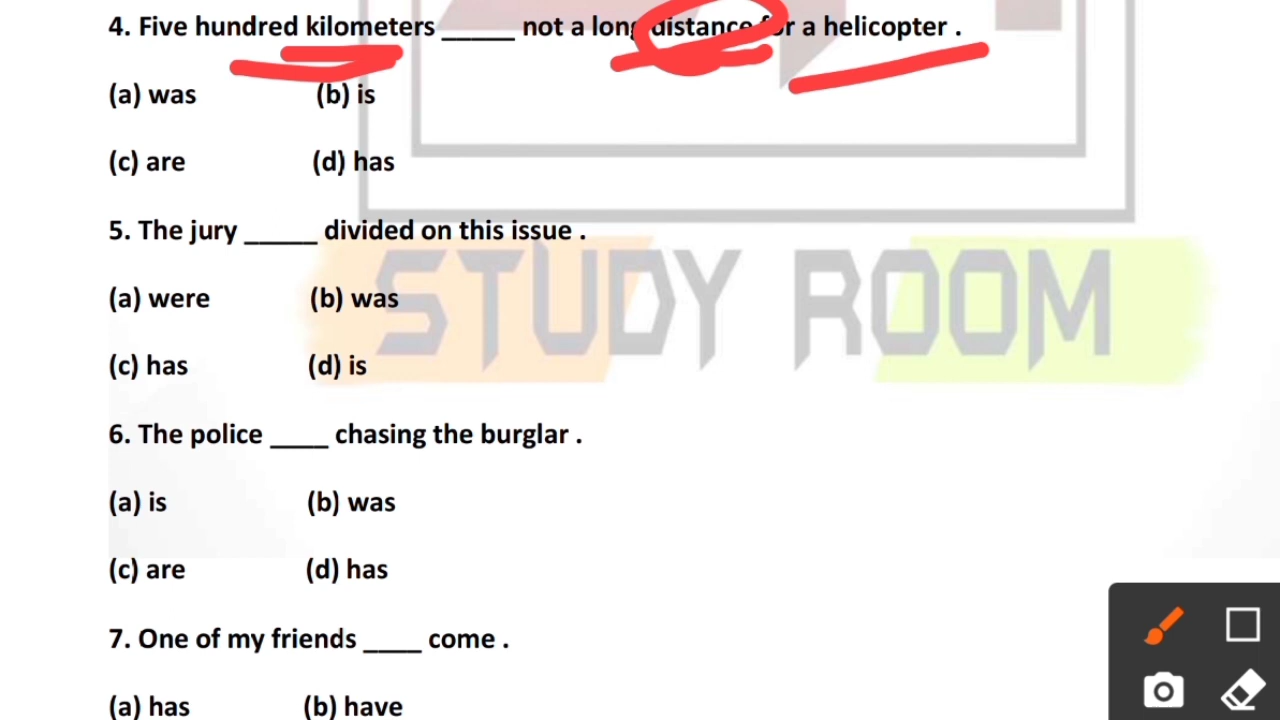 4. Five hundred kilometers _____ not a long distance for a helicopter .
(a) was (b) is
(c) are (d) has
5. The jury _____ divided on this issue .
(a) were (b) was
(c) has (d) is
6. The police ____ chasing the burglar .
(a) is (b) was
(c) are (d) has
7. One of my friends ____ come .
(a) has (b) have
STUDY ROOM